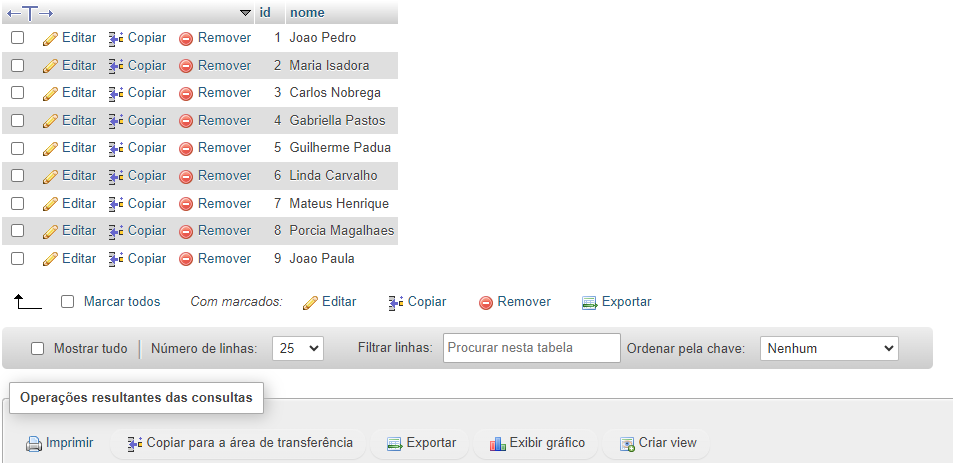 id nome
Editar Copiar Remover 1 Joao Pedro
Editar Copiar Remover 2 Maria Isadora
Editar Copiar Remover 3 Carlos Nobrega
Editar Copiar Remover 4 Gabriella Pastos
Editar Copiar Remover 5 Guilherme Padua
Editar Copiar Remover 6 Linda Carvalho
Editar Copiar Remover 7 Mateus Henrique
Editar Copiar Remover 8 Porcia Magalhaes
Editar Copiar Remover 9 Joao Paula
Marcar todos Com marcados: Editar Copiar Remover Exportar
Mostrar tudo Número de linhas: 25 Filtrar linhas: Procurar nesta tabela Ordenar pela chave: Nenhum
Operações resultantes das consultas
Imprimir Copiar para a área de transferência Exportar Exibir gráfico Criar view